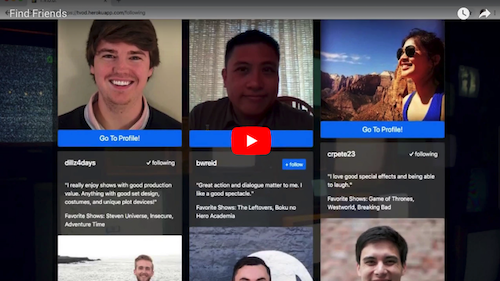 Find Friends
tvoid.herokuapp.com/following
Go To Profile!
Go To Profile!
Go To Profile!
dlilz4days ✓following
"I really enjoy shows with good production
value. Anything with good set design,
costumes, and unique plot devices!"
Favorite Shows: Steven Universe, Insecure,
Adventure Time
bwreid + follow
"Great action and dialogue matter to me. I
like a good spectacle."
Favorite Shows: The Leftovers, Boku no
Hero Academia
crpete23 ✓following
"I love good special effects and being able
to laugh."
Favorite Shows: Game of Thrones,
Westworld, Breaking Bad